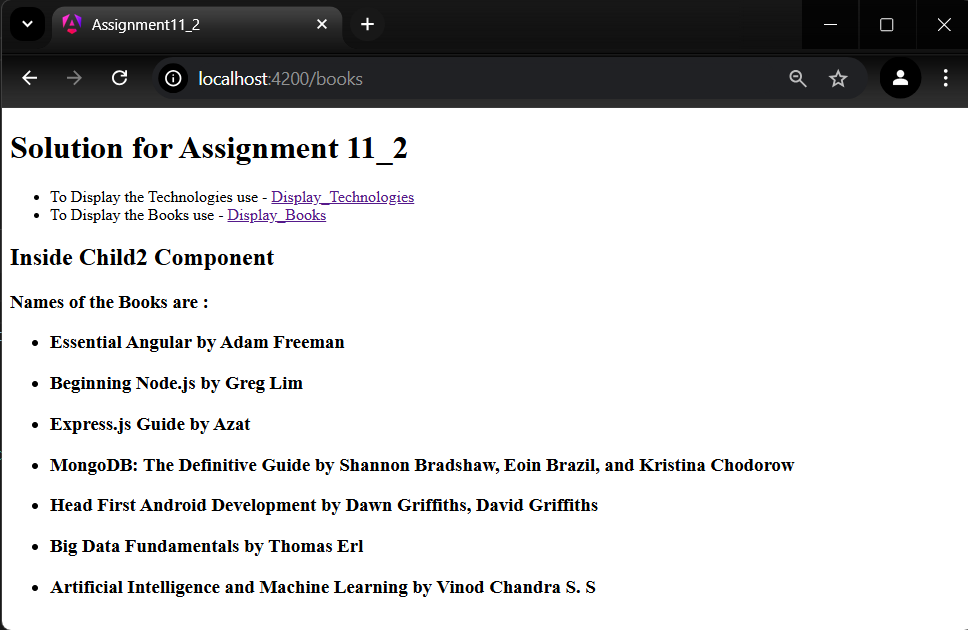 Assignment11_2
localhost:4200/books
Solution for Assignment 11_2
To Display the Technologies use - Display_Technologies
To Display the Books use - Display_Books
Inside Child2 Component
Names of the Books are :
Essential Angular by Adam Freeman
Beginning Node.js by Greg Lim
Express.js Guide by Azat
MongoDB: The Definitive Guide by Shannon Bradshaw, Eoin Brazil, and Kristina Chodorow
Head First Android Development by Dawn Griffiths, David Griffiths
Big Data Fundamentals by Thomas Erl
Artificial Intelligence and Machine Learning by Vinod Chandra S. S